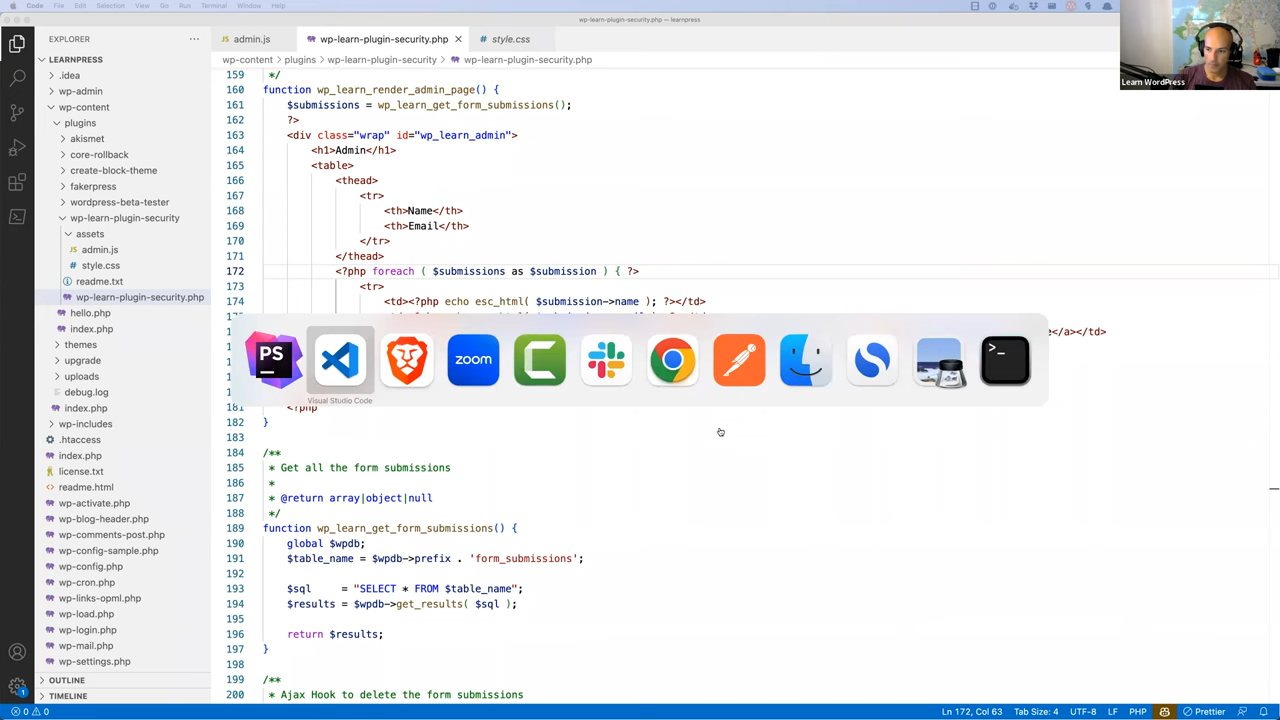 Code File Edit Selection View Go Run Terminal Window Help
wp-learn-plugin-security.php — learnpress
Learn WordPress
EXPLORER
LEARNPRESS
.idea
wp-admin
wp-content
plugins
akismet
core-rollback
create-block-theme
fakerpress
wordpress-beta-tester
wp-learn-plugin-security
assets
JS admin.js
# style.css
readme.txt
wp-learn-plugin-security.php
hello.php
index.php
themes
upgrade
uploads
debug.log
index.php
wp-includes
.htaccess
index.php
license.txt
readme.html
wp-activate.php
wp-blog-header.php
wp-comments-post.php
wp-config-sample.php
wp-config.php
wp-cron.php
wp-links-opml.php
wp-load.php
wp-login.php
wp-mail.php
wp-settings.php
OUTLINE
TIMELINE
JS admin.js wp-learn-plugin-security.php # style.css
wp-content > plugins > wp-learn-plugin-security > wp-learn-plugin-security.php
159 */
160 function wp_learn_render_admin_page() {
161 $submissions = wp_learn_get_form_submissions();
162 ?>
163 <div class="wrap" id="wp_learn_admin">
164 <h1>Admin</h1>
165 <table>
166 <thead>
167 <tr>
168 <th>Name</th>
169 <th>Email</th>
170 </tr>
171 </thead>
172 <?php foreach ( $submissions as $submission ) { ?>
173 <tr>
174 <td><?php echo esc_html( $submission->name ); ?></td>
e</a></td>
PS zoom C >_
Visual Studio Code
<?php
182 }
183
184 /**
185 * Get all the form submissions
186 *
187 * @return array|object|null
188 */
189 function wp_learn_get_form_submissions() {
190 global $wpdb;
191 $table_name = $wpdb->prefix . 'form_submissions';
192
193 $sql = "SELECT * FROM $table_name";
194 $results = $wpdb->get_results( $sql );
195
196 return $results;
197 }
198
199 /**
200 * Ajax Hook to delete the form submissions
1
0 0 Ln 172, Col 63 Tab Size: 4 UTF-8 LF PHP Prettier